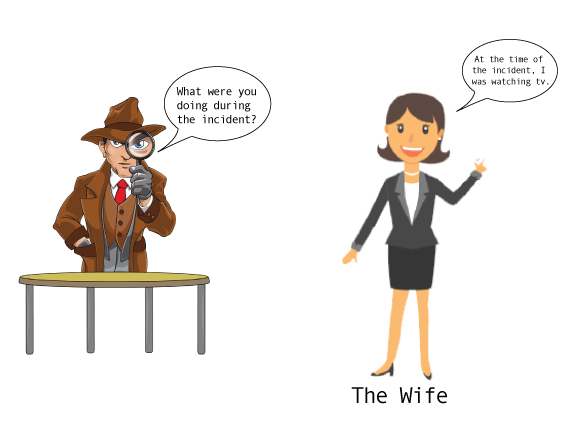 What were you
doing during
the incident?
At the time of
the incident, I
was watching tv.
The Wife